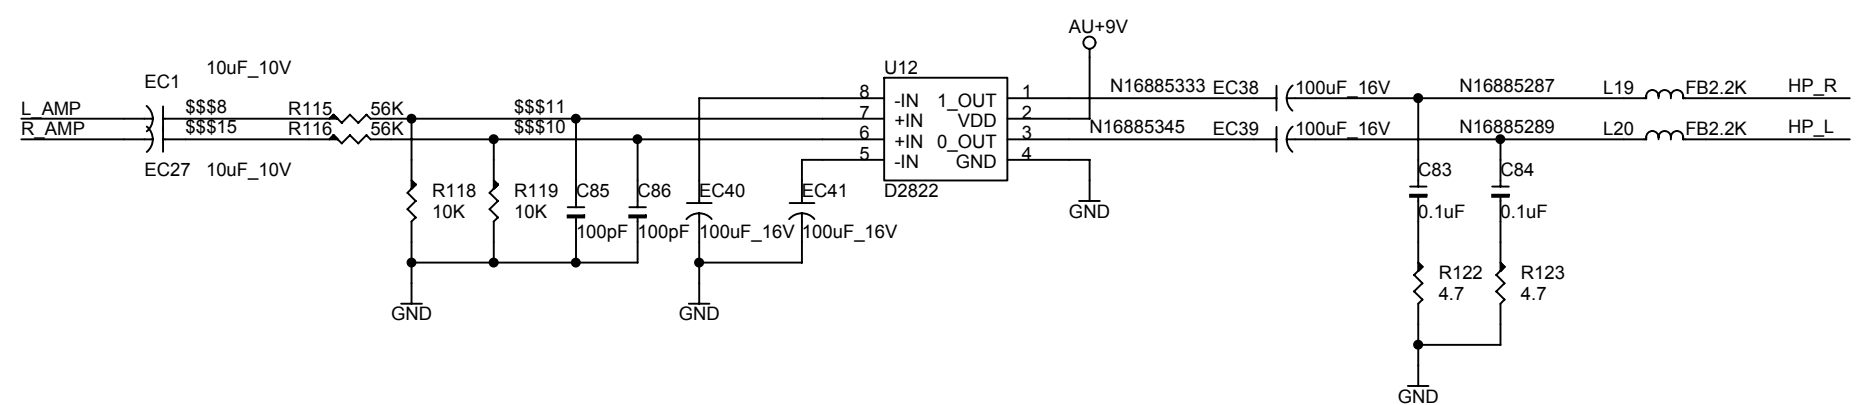 AU+9V
10uF_10V
EC1
U12
L_AMP $$$8 R115 56K $$$11 8 -IN 1_OUT 1 N16885333 EC38 100uF_16V N16885287 L19 FB2.2K HP_R
7 +IN VDD 2
R_AMP $$$15 R116 56K $$$10 6 +IN 0_OUT 3 N16885345 EC39 100uF_16V N16885289 L20 FB2.2K HP_L
5 -IN GND 4
EC27 10uF_10V
C83 C84
R118 R119 C85 C86 EC40 EC41 D2822
10K 10K GND 0.1uF 0.1uF
100pF 100pF 100uF_16V 100uF_16V
R122 R123
4.7 4.7
GND GND
GND